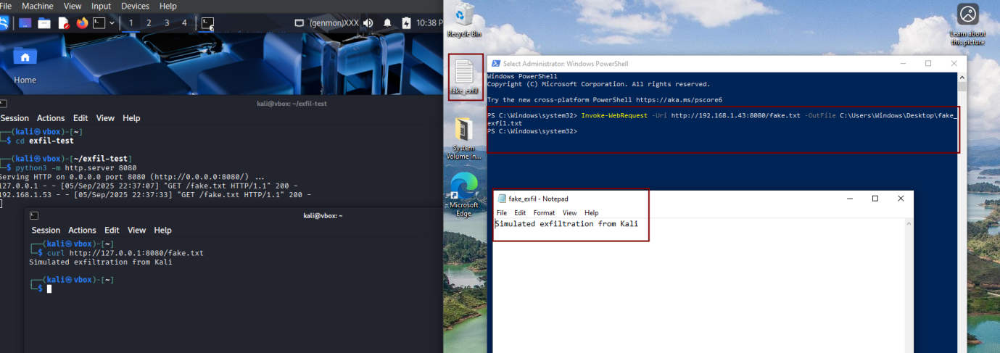 File Machine View Input Devices Help
1 2 3 4 (genmon)XXX 10:38 P
Home
kali@vbox: ~/exfil-test
Session Actions Edit View Help
┌──(kali㉿vbox)-[~]
└─$ cd exfil-test
┌──(kali㉿vbox)-[~/exfil-test]
└─$ python3 -m http.server 8080
Serving HTTP on 0.0.0.0 port 8080 (http://0.0.0.0:8080/) ...
127.0.0.1 - - [05/Sep/2025 22:37:07] "GET /fake.txt HTTP/1.1" 200 -
192.168.1.53 - - [05/Sep/2025 22:37:33] "GET /fake.txt HTTP/1.1" 200 -
kali@vbox: ~
Session Actions Edit View Help
┌──(kali㉿vbox)-[~]
└─$ curl http://127.0.0.1:8080/fake.txt
Simulated exfiltration from Kali
┌──(kali㉿vbox)-[~]
└─$
Recycle Bin
fake_exfil
System
Volume In...
Microsoft
Edge
Learn about
this picture
Select Administrator: Windows PowerShell
Windows PowerShell
Copyright (C) Microsoft Corporation. All rights reserved.
Try the new cross-platform PowerShell https://aka.ms/pscore6
PS C:\Windows\system32> Invoke-WebRequest -Uri http://192.168.1.43:8080/fake.txt -OutFile C:\Users\Windows\Desktop\fake_
exfil.txt
PS C:\Windows\system32>
fake_exfil - Notepad
File Edit Format View Help
Simulated exfiltration from Kali